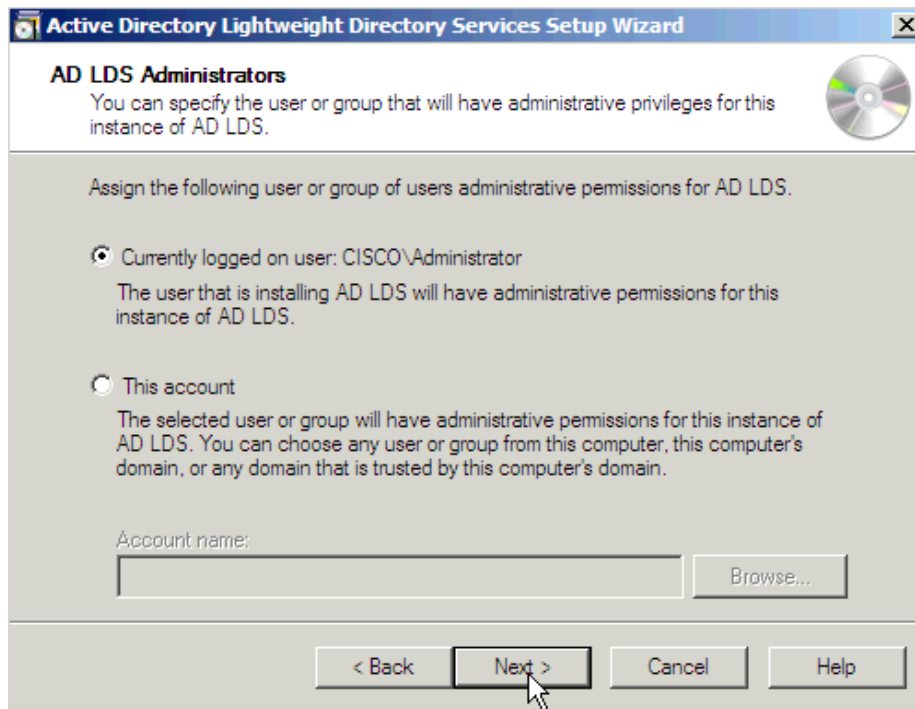 Active Directory Lightweight Directory Services Setup Wizard
AD LDS Administrators
You can specify the user or group that will have administrative privileges for this
instance of AD LDS.
Assign the following user or group of users administrative permissions for AD LDS.
Currently logged on user: CISCO\Administrator
The user that is installing AD LDS will have administrative permissions for this
instance of AD LDS.
This account
The selected user or group will have administrative permissions for this instance of
AD LDS. You can choose any user or group from this computer, this computer's
domain, or any domain that is trusted by this computer's domain.
Account name:
Browse...
< Back
Next >
Cancel
Help